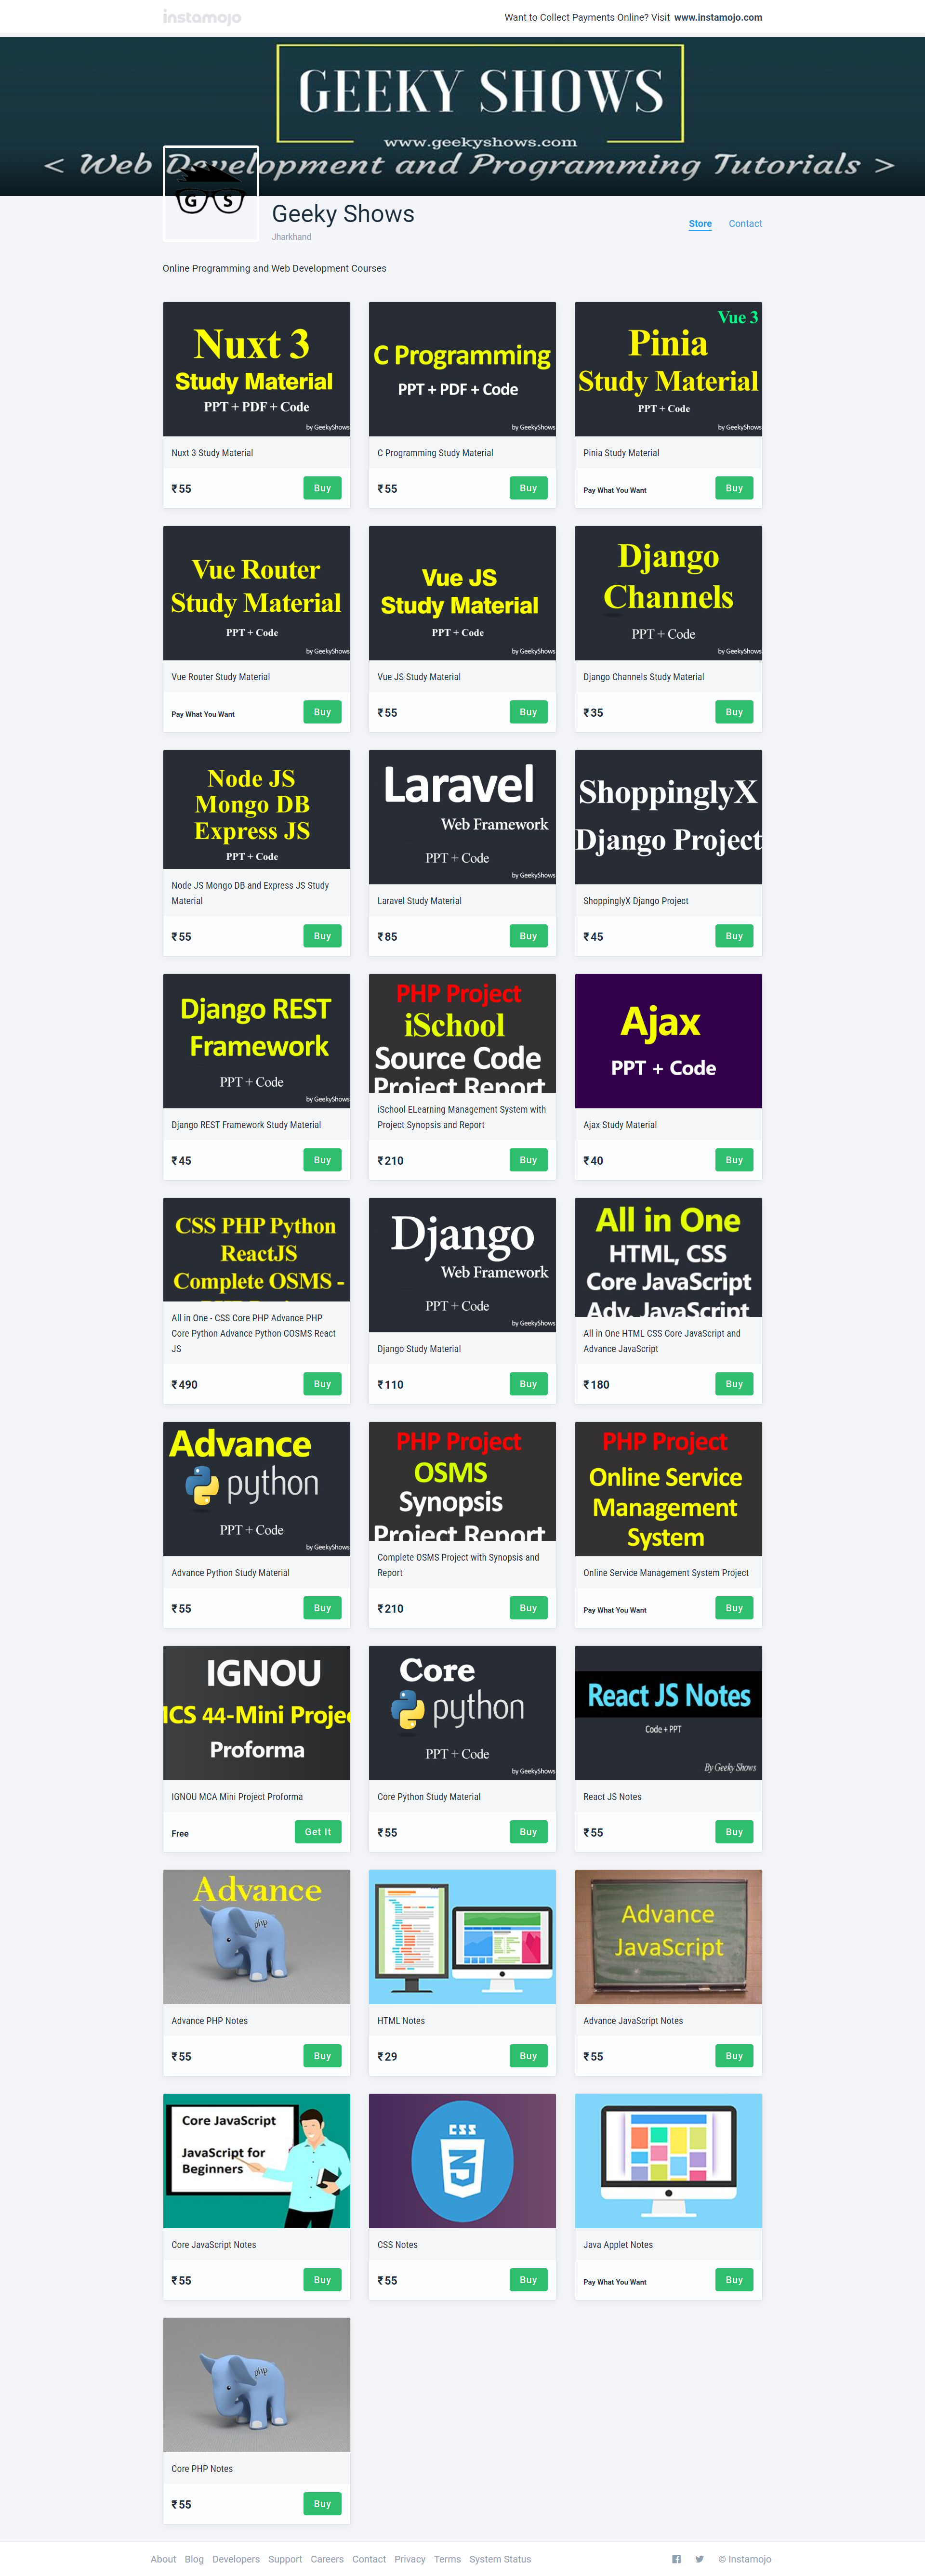 instamojo
Want to Collect Payments Online? Visit www.instamojo.com
GEEKY SHOWS
www.geekyshows.com
< Web Development and Programming Tutorials >
G S
Geeky Shows
Jharkhand
Store Contact
Online Programming and Web Development Courses
Nuxt 3
Study Material
PPT + PDF + Code
by GeekyShows
Nuxt 3 Study Material
₹55 Buy
C Programming
PPT + PDF + Code
by GeekyShows
C Programming Study Material
₹55 Buy
Vue 3
Pinia
Study Material
PPT + Code
by GeekyShows
Pinia Study Material
Pay What You Want Buy
Vue Router
Study Material
PPT + Code
by GeekyShows
Vue Router Study Material
Pay What You Want Buy
Vue JS
Study Material
PPT + Code
by GeekyShows
Vue JS Study Material
₹55 Buy
Django
Channels
PPT + Code
by GeekyShows
Django Channels Study Material
₹35 Buy
Node JS
Mongo DB
Express JS
PPT + Code
Node JS Mongo DB and Express JS Study
Material
₹55 Buy
Laravel
Web Framework
PPT + Code
by GeekyShows
Laravel Study Material
₹85 Buy
ShoppinglyX
Django Project
ShoppinglyX Django Project
₹45 Buy
Django REST
Framework
PPT + Code
by GeekyShows
Django REST Framework Study Material
₹45 Buy
PHP Project
iSchool
Source Code
Project Report
iSchool ELearning Management System with
Project Synopsis and Report
₹210 Buy
Ajax
PPT + Code
Ajax Study Material
₹40 Buy
CSS PHP Python
ReactJS
Complete OSMS -
All in One - CSS Core PHP Advance PHP
Core Python Advance Python COSMS React
JS
₹490 Buy
Django
Web Framework
PPT + Code
by GeekyShows
Django Study Material
₹110 Buy
All in One
HTML, CSS
Core JavaScript
Adv. JavaScript
All in One HTML CSS Core JavaScript and
Advance JavaScript
₹180 Buy
Advance
python
PPT + Code
by GeekyShows
Advance Python Study Material
₹55 Buy
PHP Project
OSMS
Synopsis
Project Report
Complete OSMS Project with Synopsis and
Report
₹210 Buy
PHP Project
Online Service
Management
System
Online Service Management System Project
Pay What You Want Buy
IGNOU
MCS 44-Mini Project
Proforma
IGNOU MCA Mini Project Proforma
Free Get It
Core
python
PPT + Code
by GeekyShows
Core Python Study Material
₹55 Buy
React JS Notes
Code + PPT
By Geeky Shows
React JS Notes
₹55 Buy
Advance
php
Advance PHP Notes
₹55 Buy
HTML Notes
₹29 Buy
Advance
JavaScript
Advance JavaScript Notes
₹55 Buy
Core JavaScript
JavaScript for
Beginners
Core JavaScript Notes
₹55 Buy
CSS
3
CSS Notes
₹55 Buy
Java Applet Notes
Pay What You Want Buy
php
Core PHP Notes
₹55 Buy
About Blog Developers Support Careers Contact Privacy Terms System Status
© Instamojo